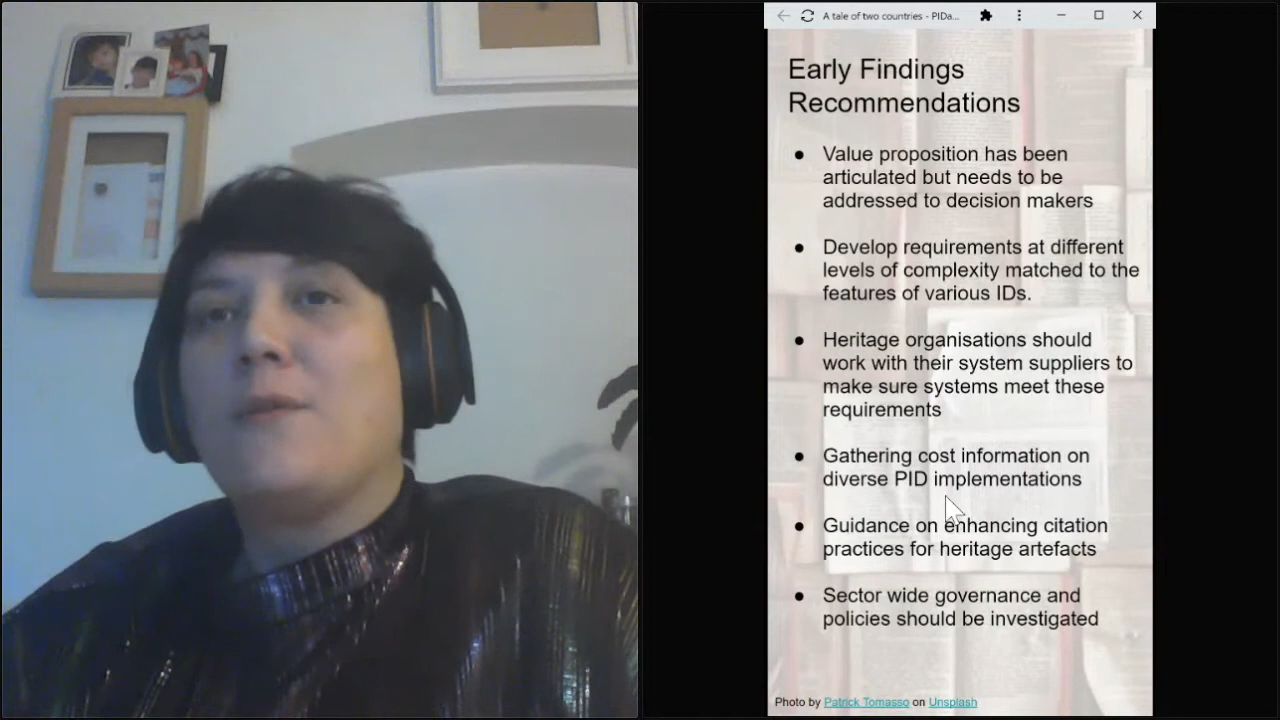 A tale of two countries - PIDa...
Early Findings
Recommendations
● Value proposition has been
articulated but needs to be
addressed to decision makers
● Develop requirements at different
levels of complexity matched to the
features of various IDs.
● Heritage organisations should
work with their system suppliers to
make sure systems meet these
requirements
● Gathering cost information on
diverse PID implementations
● Guidance on enhancing citation
practices for heritage artefacts
● Sector wide governance and
policies should be investigated
Photo by Patrick Tomasso on Unsplash